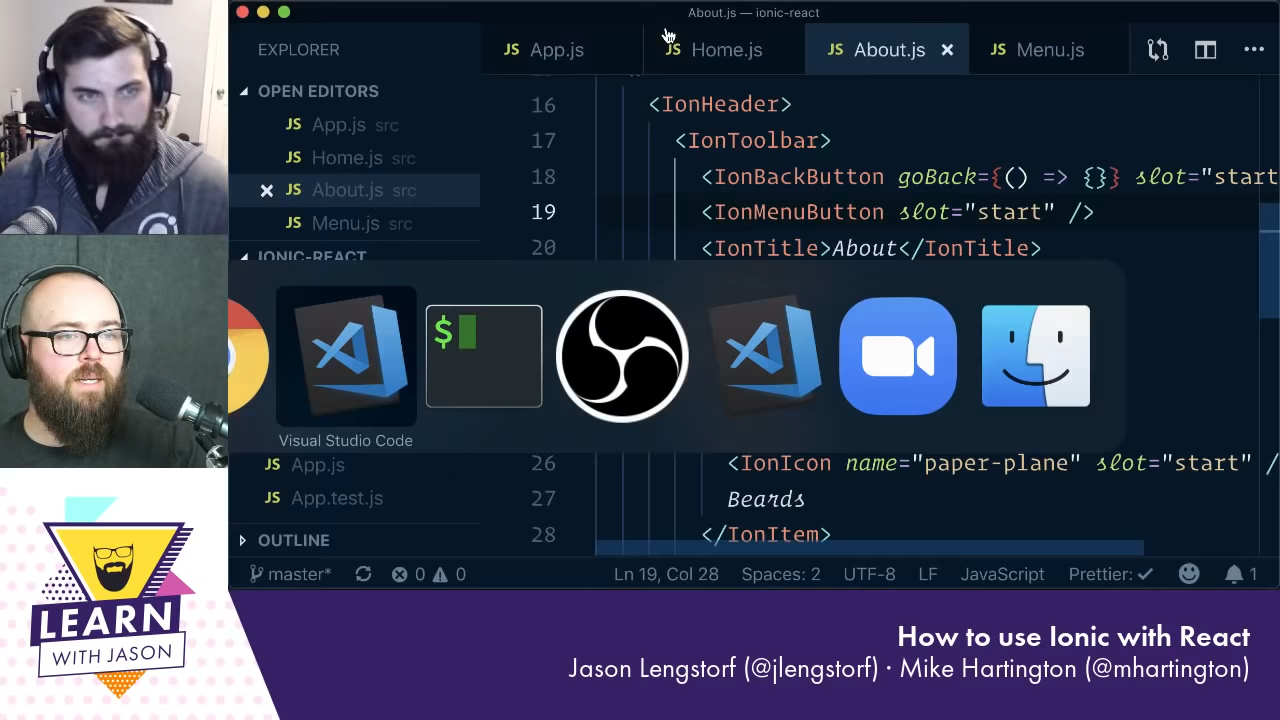 About.js — ionic-react
EXPLORER
JS App.js
JS Home.js
JS About.js
JS Menu.js
OPEN EDITORS
JS App.js src
JS Home.js src
JS About.js src
JS Menu.js src
IONIC-REACT
16 <IonHeader>
17 <IonToolbar>
18 <IonBackButton goBack={() => {}} slot="start
19 <IonMenuButton slot="start" />
20 <IonTitle>About</IonTitle>
$
Visual Studio Code
JS App.js
JS App.test.js
OUTLINE
26 <IonIcon name="paper-plane" slot="start" /
27 Beards
28 </IonItem>
master* 0 0 Ln 19, Col 28 Spaces: 2 UTF-8 LF JavaScript Prettier: ✓ 1
LEARN
WITH JASON
How to use Ionic with React
Jason Lengstorf (@jlengstorf) · Mike Hartington (@mhartington)